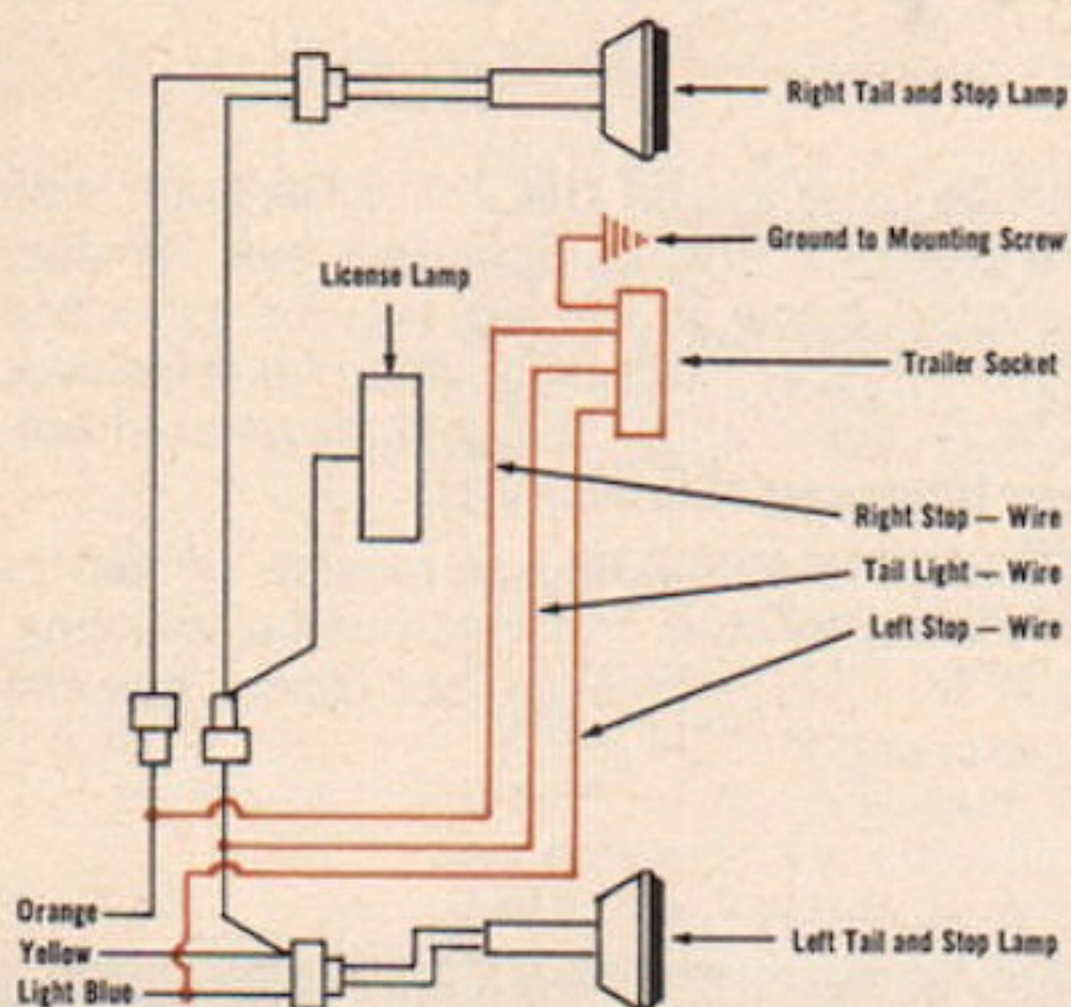 Right Tail and Stop Lamp
Ground to Mounting Screw
License Lamp
Trailer Socket
Right Stop — Wire
Tail Light — Wire
Left Stop — Wire
Orange
Yellow
Left Tail and Stop Lamp
Light Blue